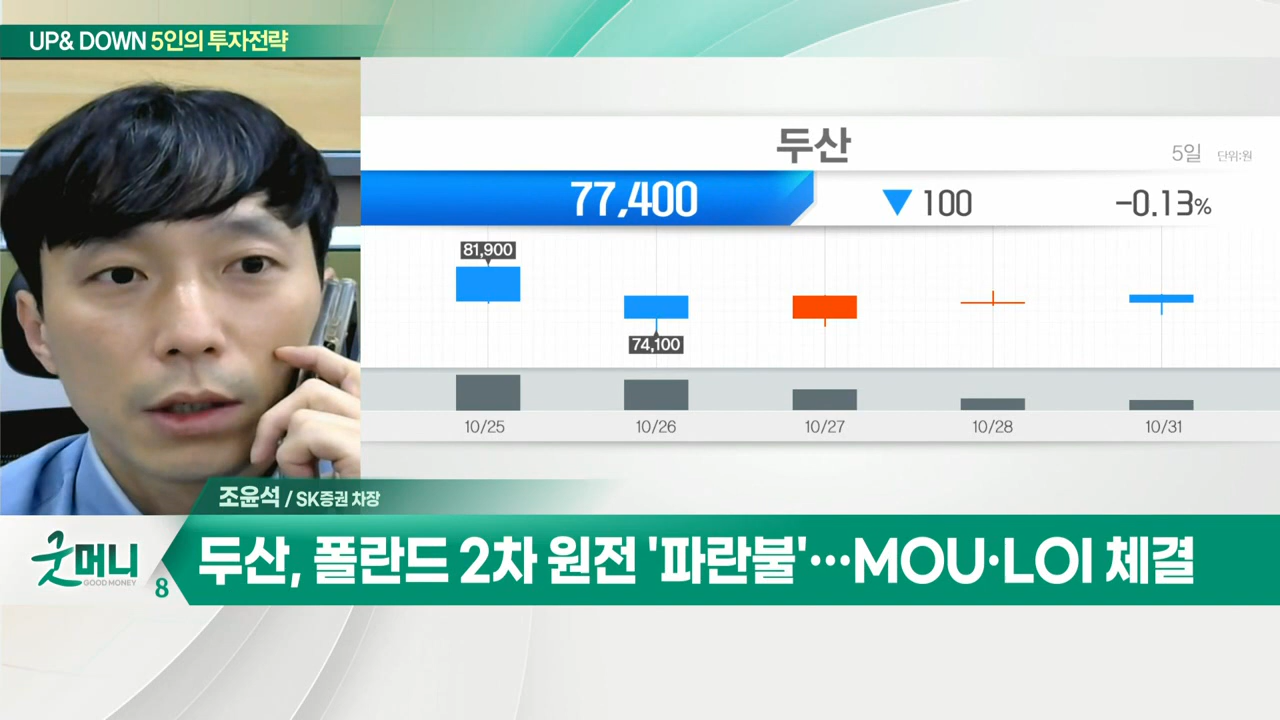 UP& DOWN 5인의 투자전략
두산
5일 단위:원
77,400 ▼ 100 -0.13%
81,900
74,100
10/25 10/26 10/27 10/28 10/31
조윤석 / SK증권 차장
굿머니
GOOD MONEY
8
두산, 폴란드 2차 원전 '파란불'…MOU·LOI 체결